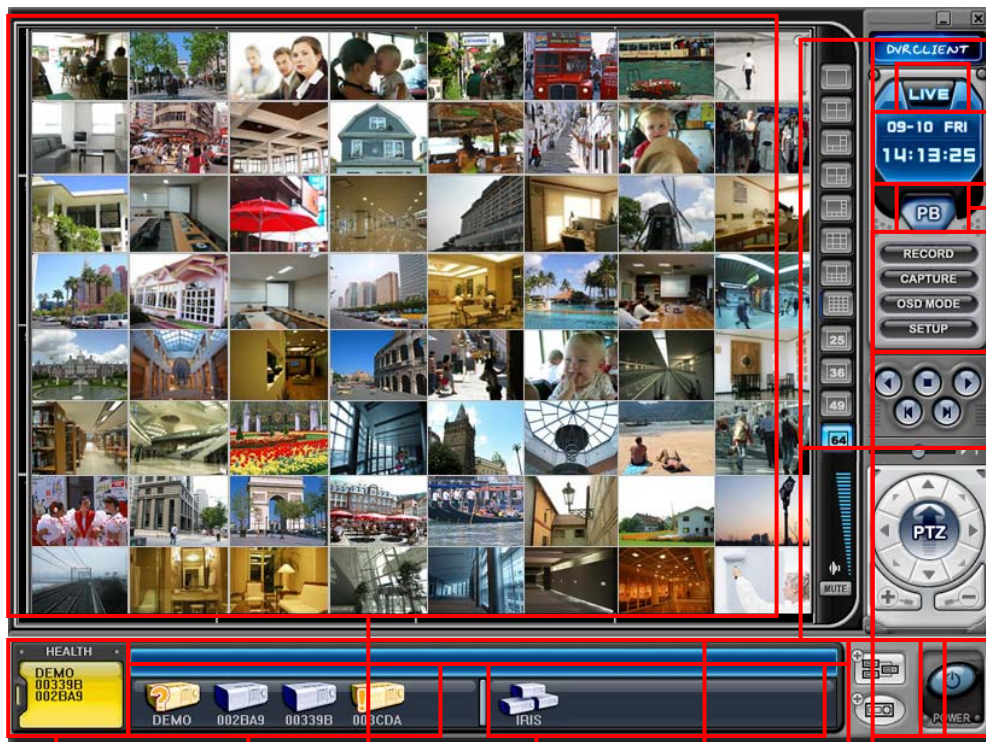 DVRCLIENT
LIVE
09-10 FRI
14:13:25
PB
RECORD
CAPTURE
OSD MODE
SETUP
25
36
49
64
PTZ
MUTE
HEALTH
DEMO
00339B
002BA9
DEMO 002BA9 00339B 003CDA IRIS
POWER